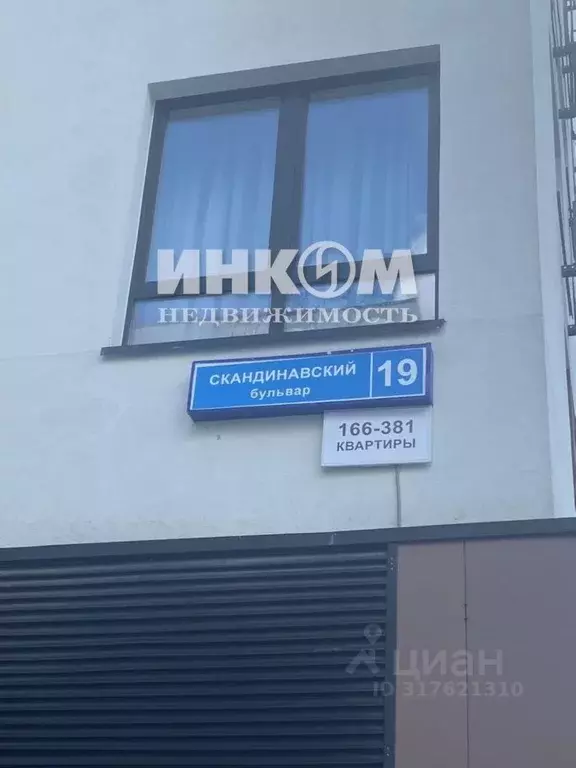 ИНКОМ
НЕДВИЖИМОСТЬ
СКАНДИНАВСКИЙ
бульвар
19
166-381
КВАРТИРЫ
циан
ID 317621310